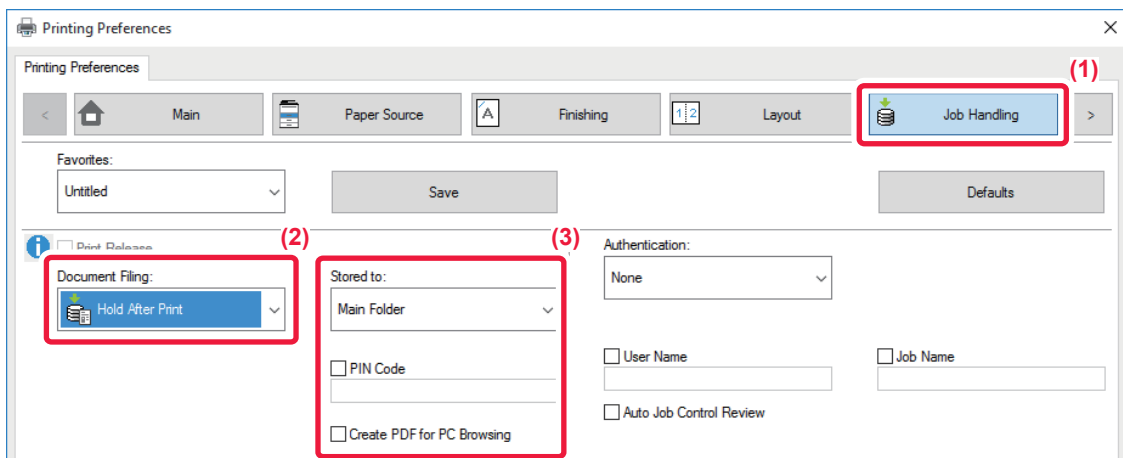 Printing Preferences
Printing Preferences
(1)
< Main Paper Source A Finishing 1 2 Layout Job Handling >
Favorites:
Untitled Save Defaults
(2) (3)
Print Release Authentication:
Document Filing: Stored to: None
Hold After Print Main Folder
PIN Code User Name Job Name
Auto Job Control Review
Create PDF for PC Browsing